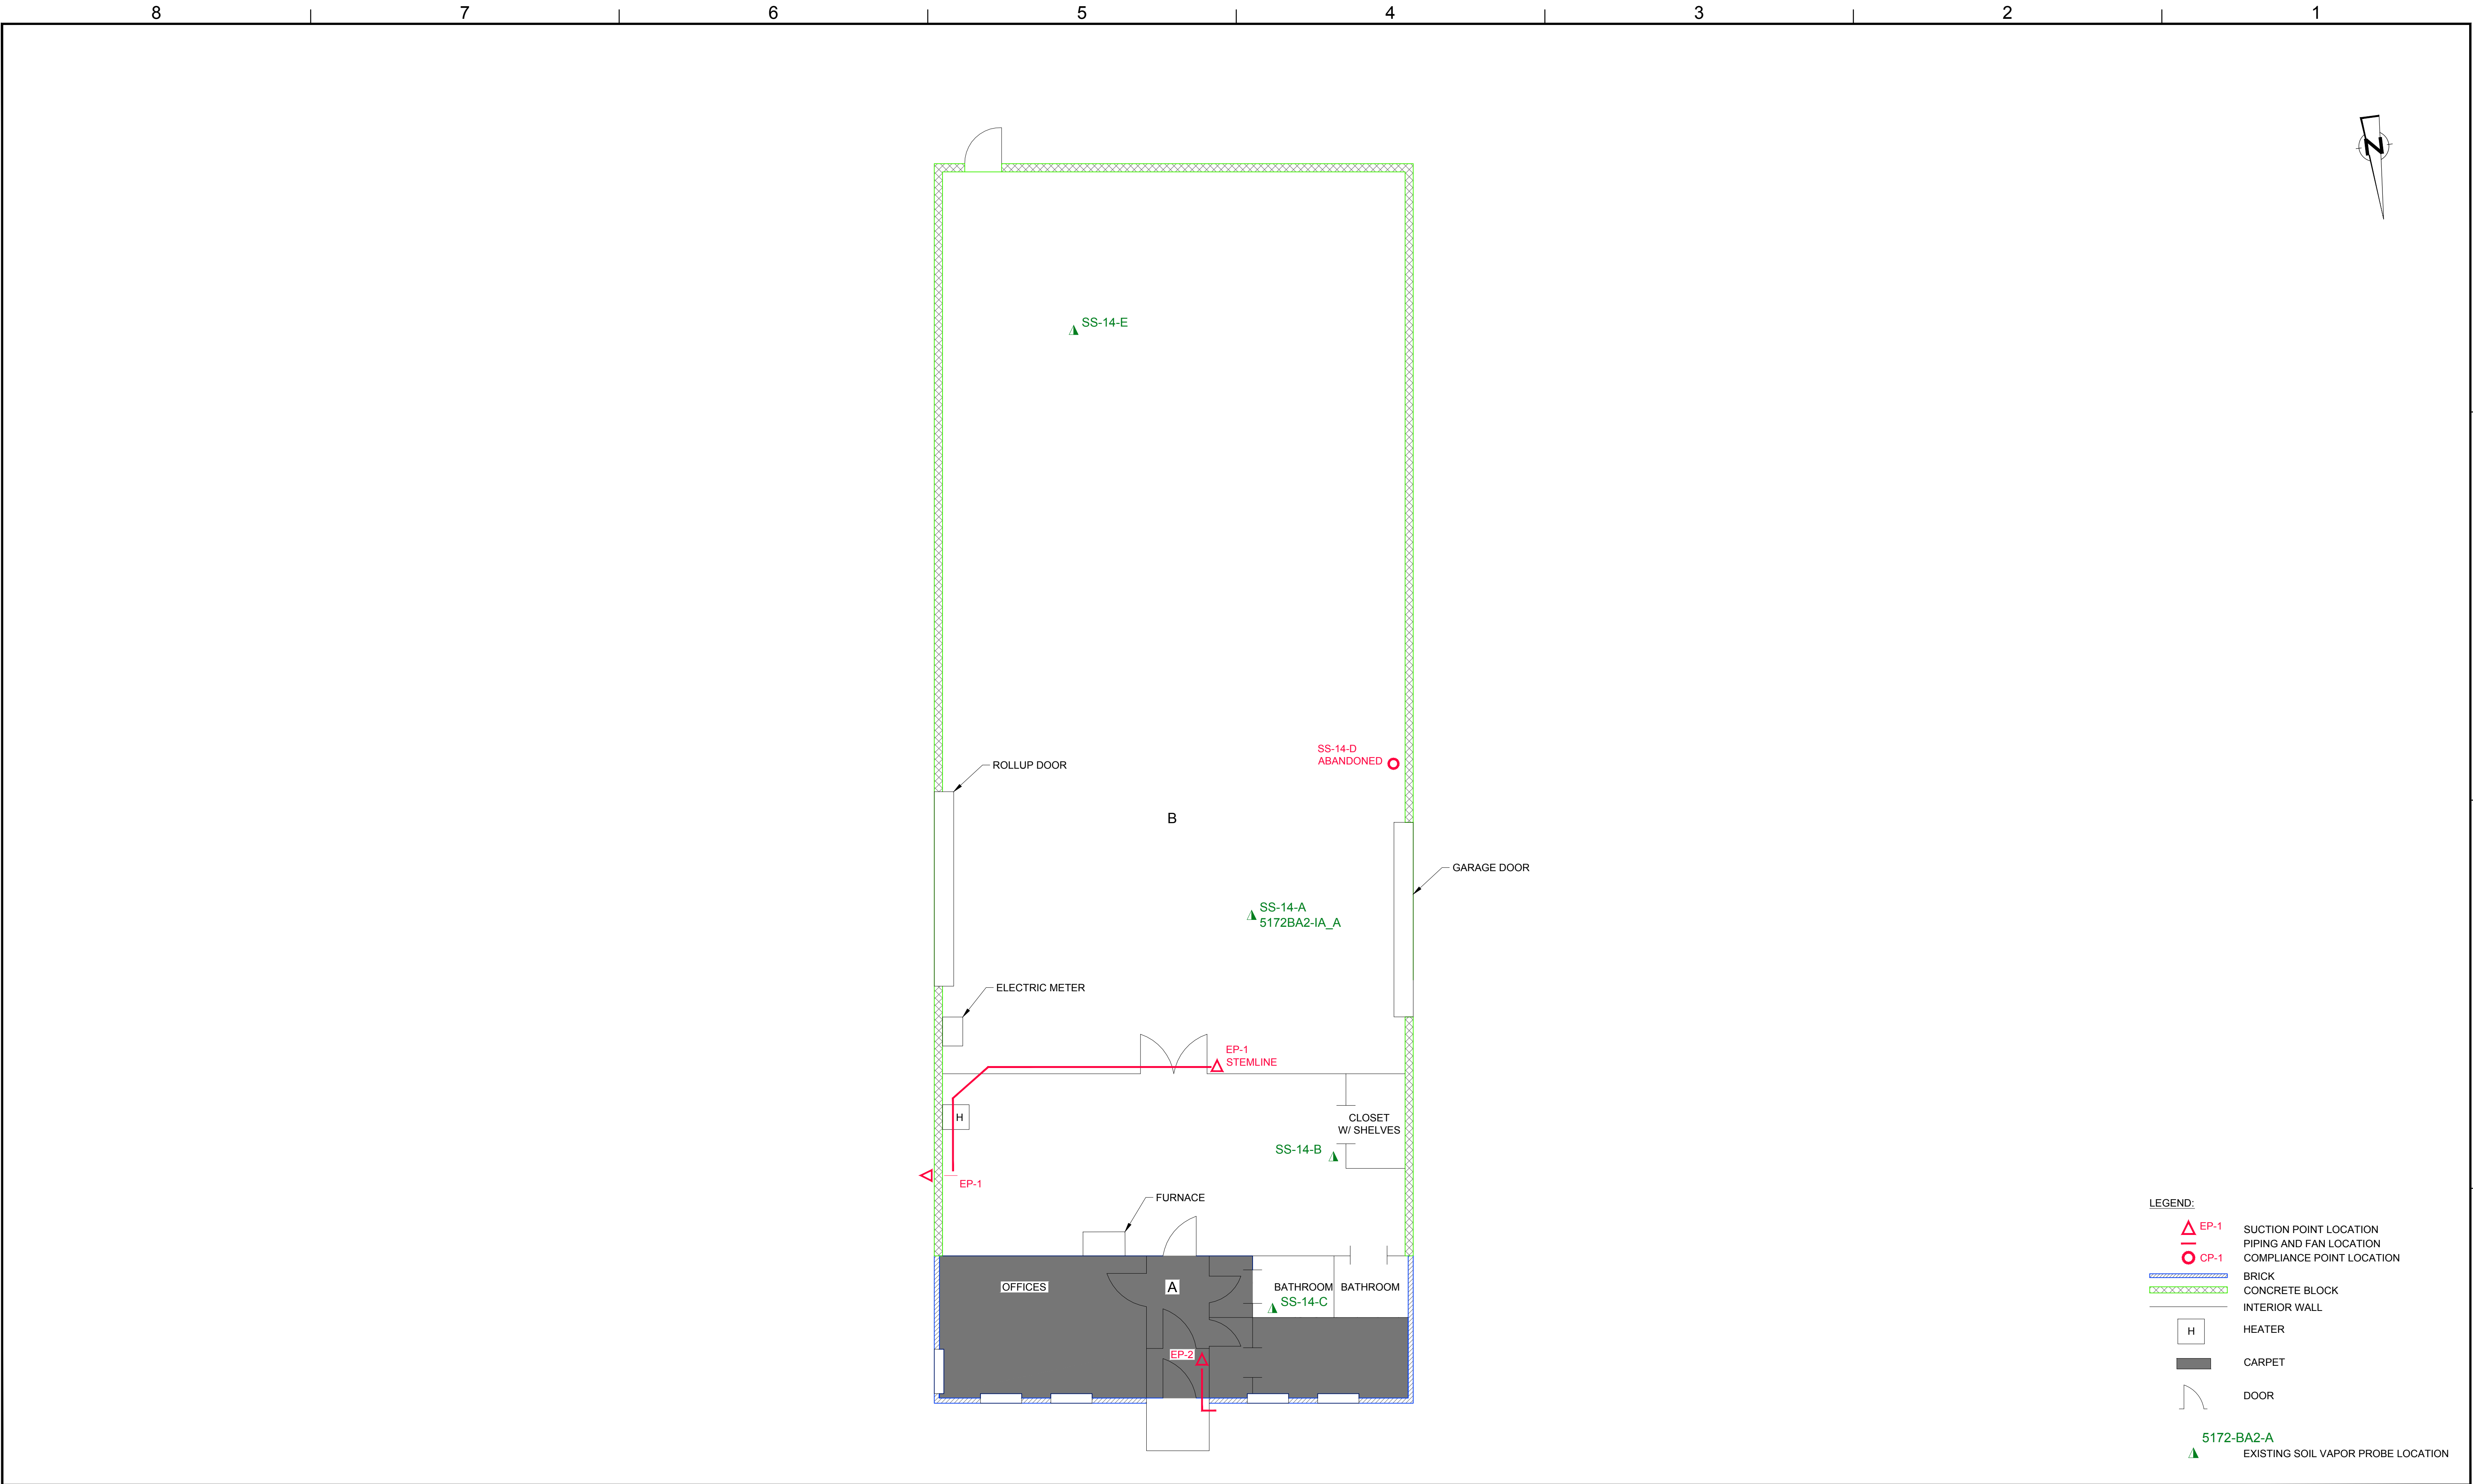 8 7 6 5 4 3 2 1
N
SS-14-E
SS-14-D
ABANDONED
ROLLUP DOOR
B
GARAGE DOOR
SS-14-A
5172BA2-IA_A
ELECTRIC METER
EP-1
STEMLINE
H
CLOSET
W/ SHELVES
SS-14-B
EP-1
FURNACE
OFFICES
A
BATHROOM
BATHROOM
SS-14-C
EP-2
LEGEND:
EP-1 SUCTION POINT LOCATION
PIPING AND FAN LOCATION
CP-1 COMPLIANCE POINT LOCATION
BRICK
CONCRETE BLOCK
INTERIOR WALL
H HEATER
CARPET
DOOR
5172-BA2-A
EXISTING SOIL VAPOR PROBE LOCATION